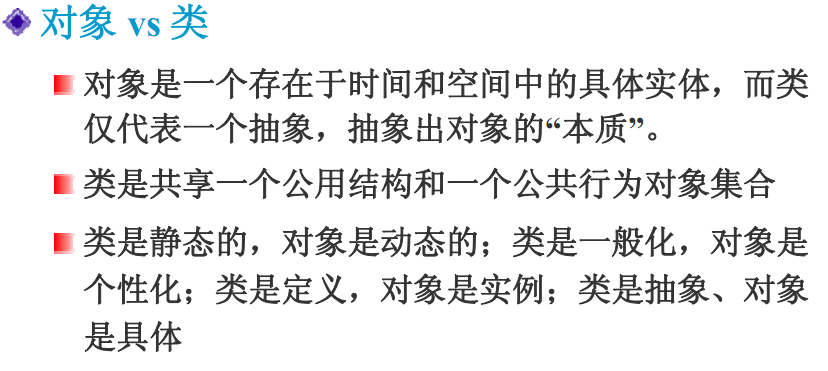 对象 vs 类
对象是一个存在于时间和空间中的具体实体，而类
仅代表一个抽象，抽象出对象的“本质”。
类是共享一个公用结构和一个公共行为对象集合
类是静态的，对象是动态的；类是一般化，对象是
个性化；类是定义，对象是实例；类是抽象、对象
是具体